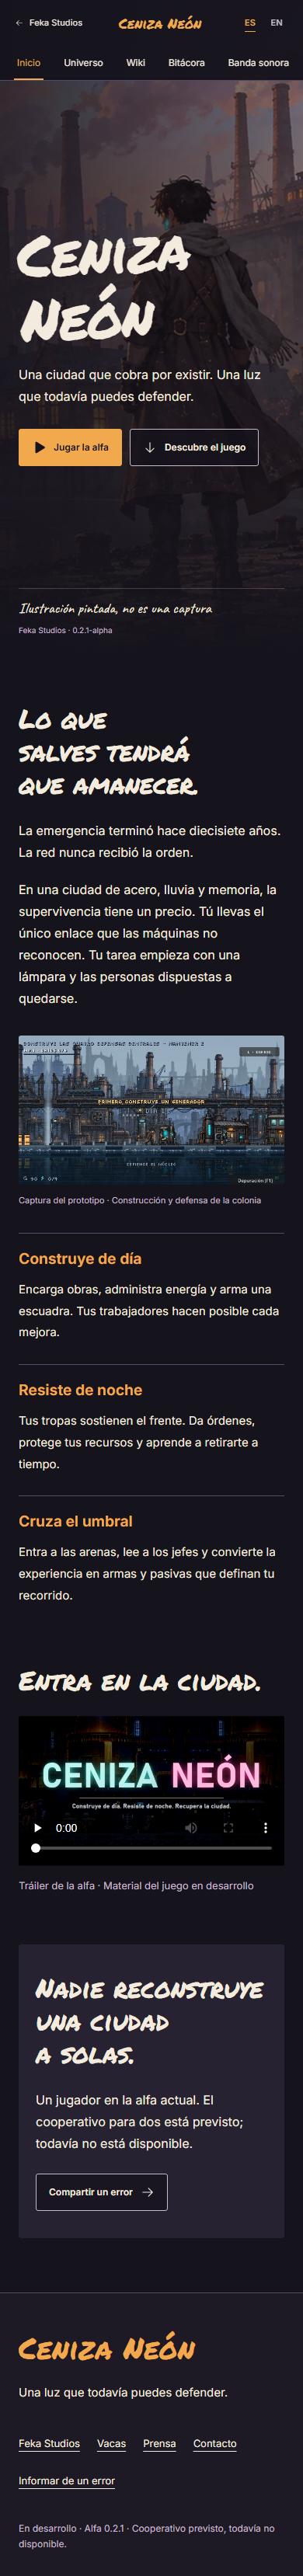 ← Feka Studios
Ceniza Neón
ES EN
Inicio Universo Wiki Bitácora Banda sonora
Ceniza
Neón
Una ciudad que cobra por existir. Una luz
que todavía puedes defender.
Jugar la alfa
Descubre el juego
Ilustración pintada, no es una captura
Feka Studios · 0.2.1-alpha
Lo que
salves tendrá
que amanecer.
La emergencia terminó hace diecisiete años.
La red nunca recibió la orden.
En una ciudad de acero, lluvia y memoria, la
supervivencia tiene un precio. Tú llevas el
único enlace que las máquinas no
reconocen. Tu tarea empieza con una
lámpara y las personas dispuestas a
quedarse.
PRIMERO, CONSTRUYE UN GENERADOR
Captura del prototipo · Construcción y defensa de la colonia
Construye de día
Encarga obras, administra energía y arma una
escuadra. Tus trabajadores hacen posible cada
mejora.
Resiste de noche
Tus tropas sostienen el frente. Da órdenes,
protege tus recursos y aprende a retirarte a
tiempo.
Cruza el umbral
Entra a las arenas, lee a los jefes y convierte la
experiencia en armas y pasivas que definan tu
recorrido.
Entra en la ciudad.
CENIZA NEÓN
Construye de día. Resiste de noche. Recupera la ciudad.
0:00
Tráiler de la alfa · Material del juego en desarrollo
Nadie reconstruye
una ciudad
a solas.
Un jugador en la alfa actual. El
cooperativo para dos está previsto;
todavía no está disponible.
Compartir un error →
Ceniza Neón
Una luz que todavía puedes defender.
Feka Studios Vacas Prensa Contacto
Informar de un error
En desarrollo · Alfa 0.2.1 · Cooperativo previsto, todavía no
disponible.